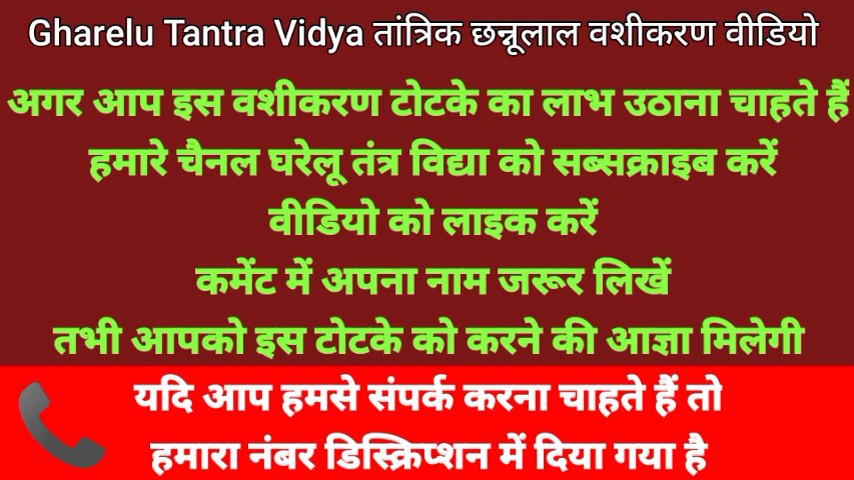 Gharelu Tantra Vidya तांत्रिक छन्नूलाल वशीकरण वीडियो
अगर आप इस वशीकरण टोटके का लाभ उठाना चाहते हैं
हमारे चैनल घरेलू तंत्र विद्या को सब्सक्राइब करें
वीडियो को लाइक करें
कमेंट में अपना नाम जरूर लिखें
तभी आपको इस टोटके को करने की आज्ञा मिलेगी
यदि आप हमसे संपर्क करना चाहते हैं तो
हमारा नंबर डिस्क्रिप्शन में दिया गया है